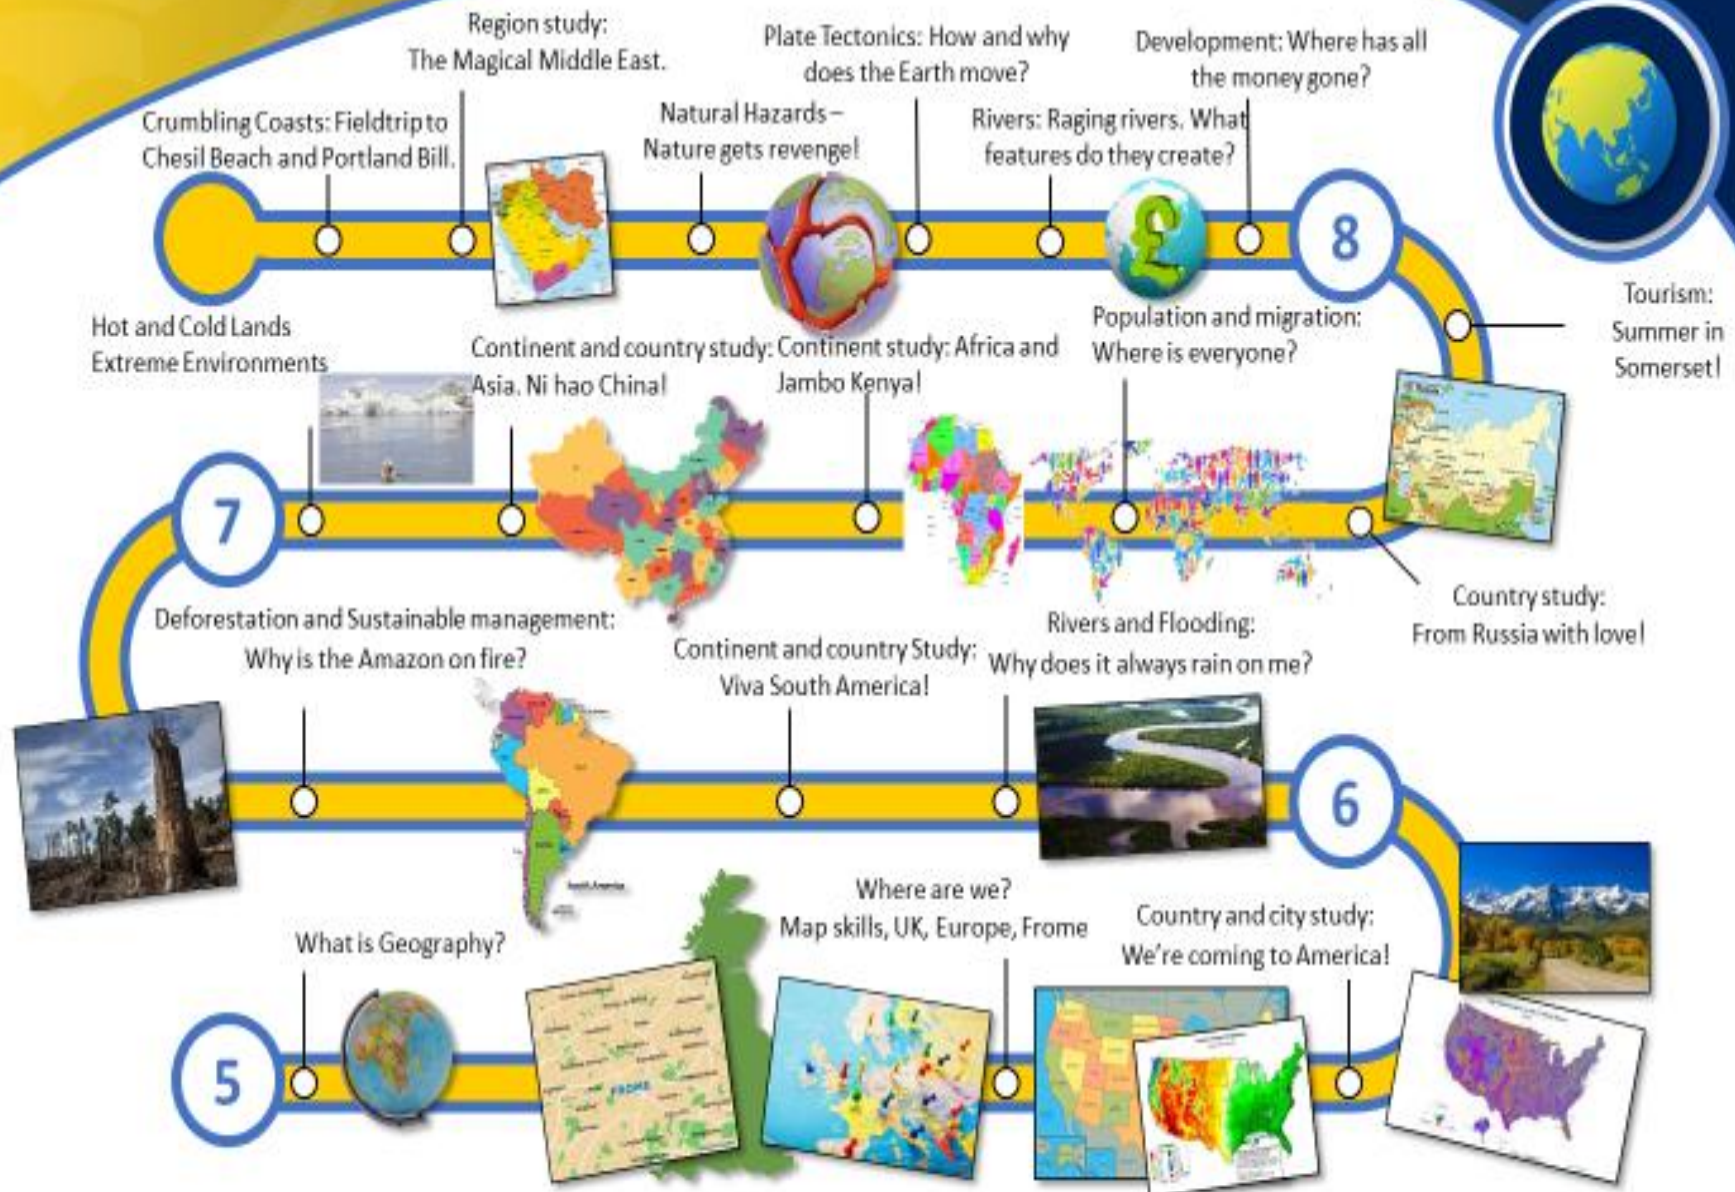 Region study:
The Magical Middle East.
Plate Tectonics: How and why
does the Earth move?
Development: Where has all
the money gone?
Crumbling Coasts: Fieldtrip to
Chesil Beach and Portland Bill.
Natural Hazards –
Nature gets revenge!
Rivers: Raging rivers. What
features do they create?
£
8
Tourism:
Summer in
Somerset!
Hot and Cold Lands
Extreme Environments
Continent and country study:
Asia. Ni hao China!
Continent study: Africa and
Jambo Kenya!
Population and migration:
Where is everyone?
7
Country study:
From Russia with love!
Deforestation and Sustainable management:
Why is the Amazon on fire?
Continent and country Study:
Viva South America!
Rivers and Flooding:
Why does it always rain on me?
South America
6
What is Geography?
Where are we?
Map skills, UK, Europe, Frome
Country and city study:
We're coming to America!
5
FROME